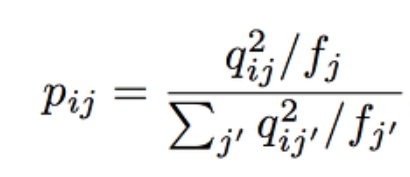 p_{ij} = \frac{q_{ij}^2 / f_j}{\sum_{j'} q_{ij'}^2 / f_{j'}}